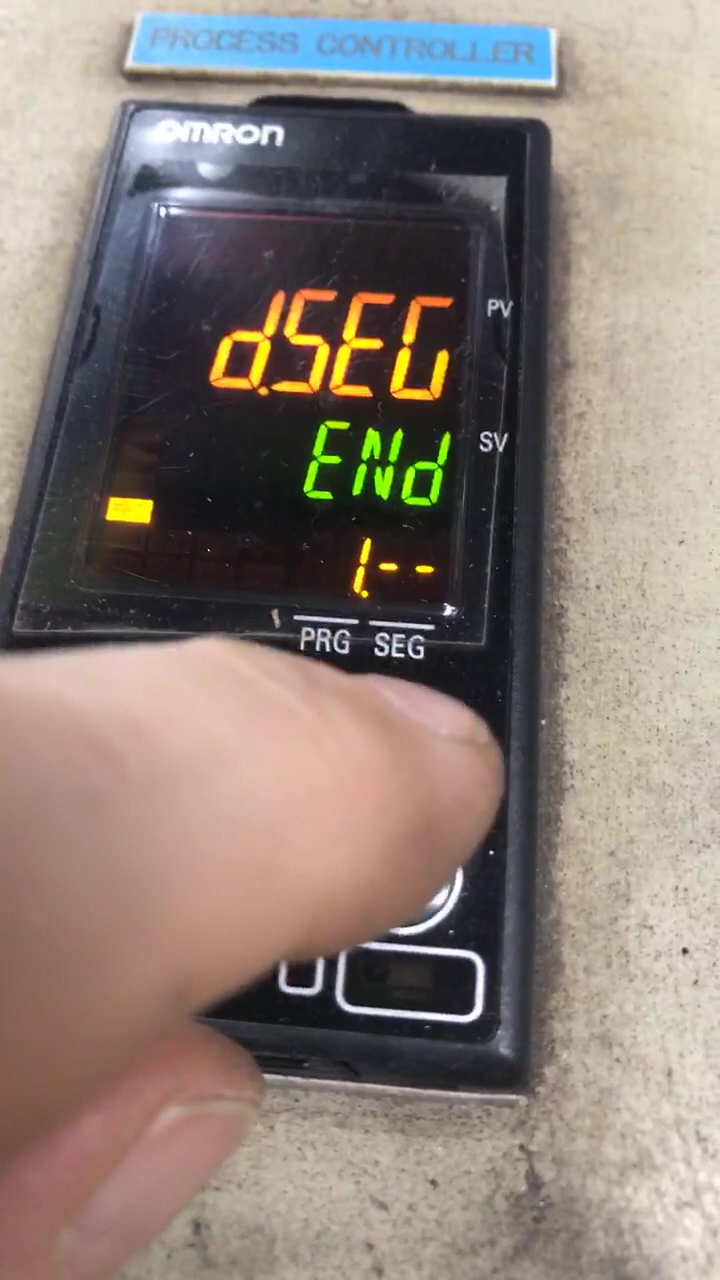 PROCESS CONTROLLER
OMRON
d.SEG
PV
ENd
SV
1.--
PRG SEG